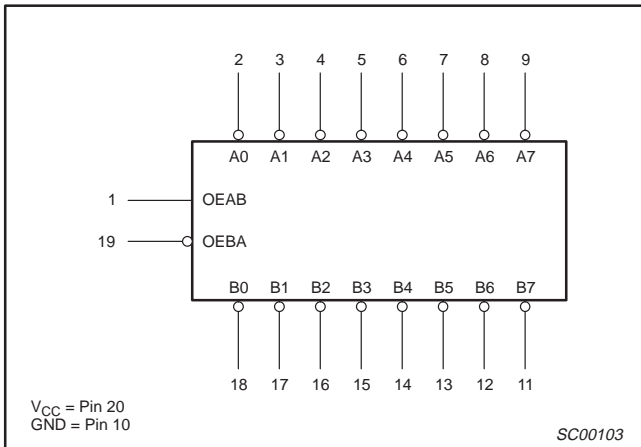 2 3 4 5 6 7 8 9
A0 A1 A2 A3 A4 A5 A6 A7
1 OEAB
19 OEBA
B0 B1 B2 B3 B4 B5 B6 B7
18 17 16 15 14 13 12 11
VCC = Pin 20
GND = Pin 10
SC00103